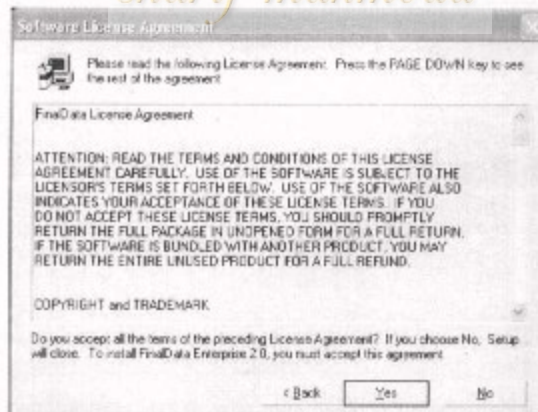 Software License Agreement
Please read the following License Agreement. Press the PAGE DOWN key to see
the rest of the agreement
FinalData License Agreement
ATTENTION: READ THE TERMS AND CONDITIONS OF THIS LICENSE
AGREEMENT CAREFULLY. USE OF THE SOFTWARE IS SUBJECT TO THE
LICENSOR'S TERMS SET FORTH BELOW. USE OF THE SOFTWARE ALSO
INDICATES YOUR ACCEPTANCE OF THESE LICENSE TERMS. IF YOU
DO NOT ACCEPT THESE LICENSE TERMS, YOU SHOULD PROMPTLY
RETURN THE FULL PACKAGE IN UNOPENED FORM FOR A FULL RETURN.
IF THE SOFTWARE IS BUNDLED WITH ANOTHER PRODUCT, YOU MAY
RETURN THE ENTIRE UNUSED PRODUCT FOR A FULL REFUND.
COPYRIGHT and TRADEMARK
Do you accept all the terms of the preceding License Agreement? If you choose No, Setup
will close. To install FinalData Enterprise 2.0, you must accept this agreement
< Back Yes No